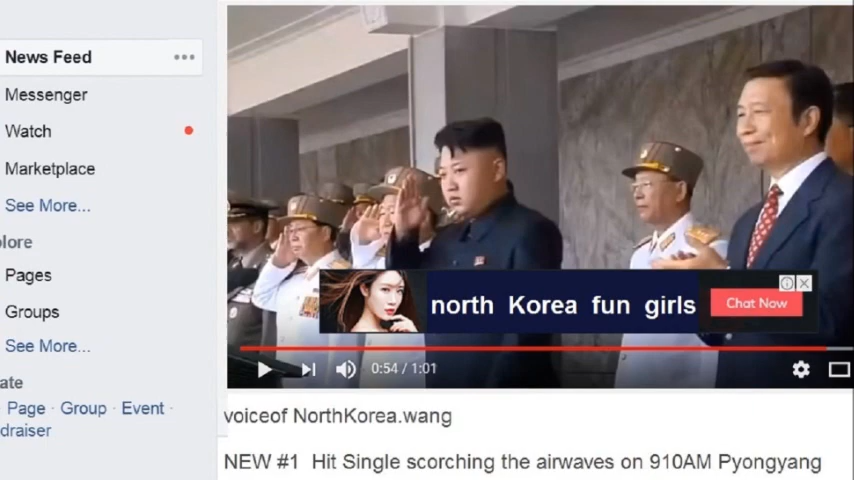 News Feed
Messenger
Watch
Marketplace
See More...
plore
Pages
Groups
See More...
ate
Page · Group · Event ·
draiser
north Korea fun girls
Chat Now
0:54 / 1:01
voiceof NorthKorea.wang
NEW #1 Hit Single scorching the airwaves on 910AM Pyongyang